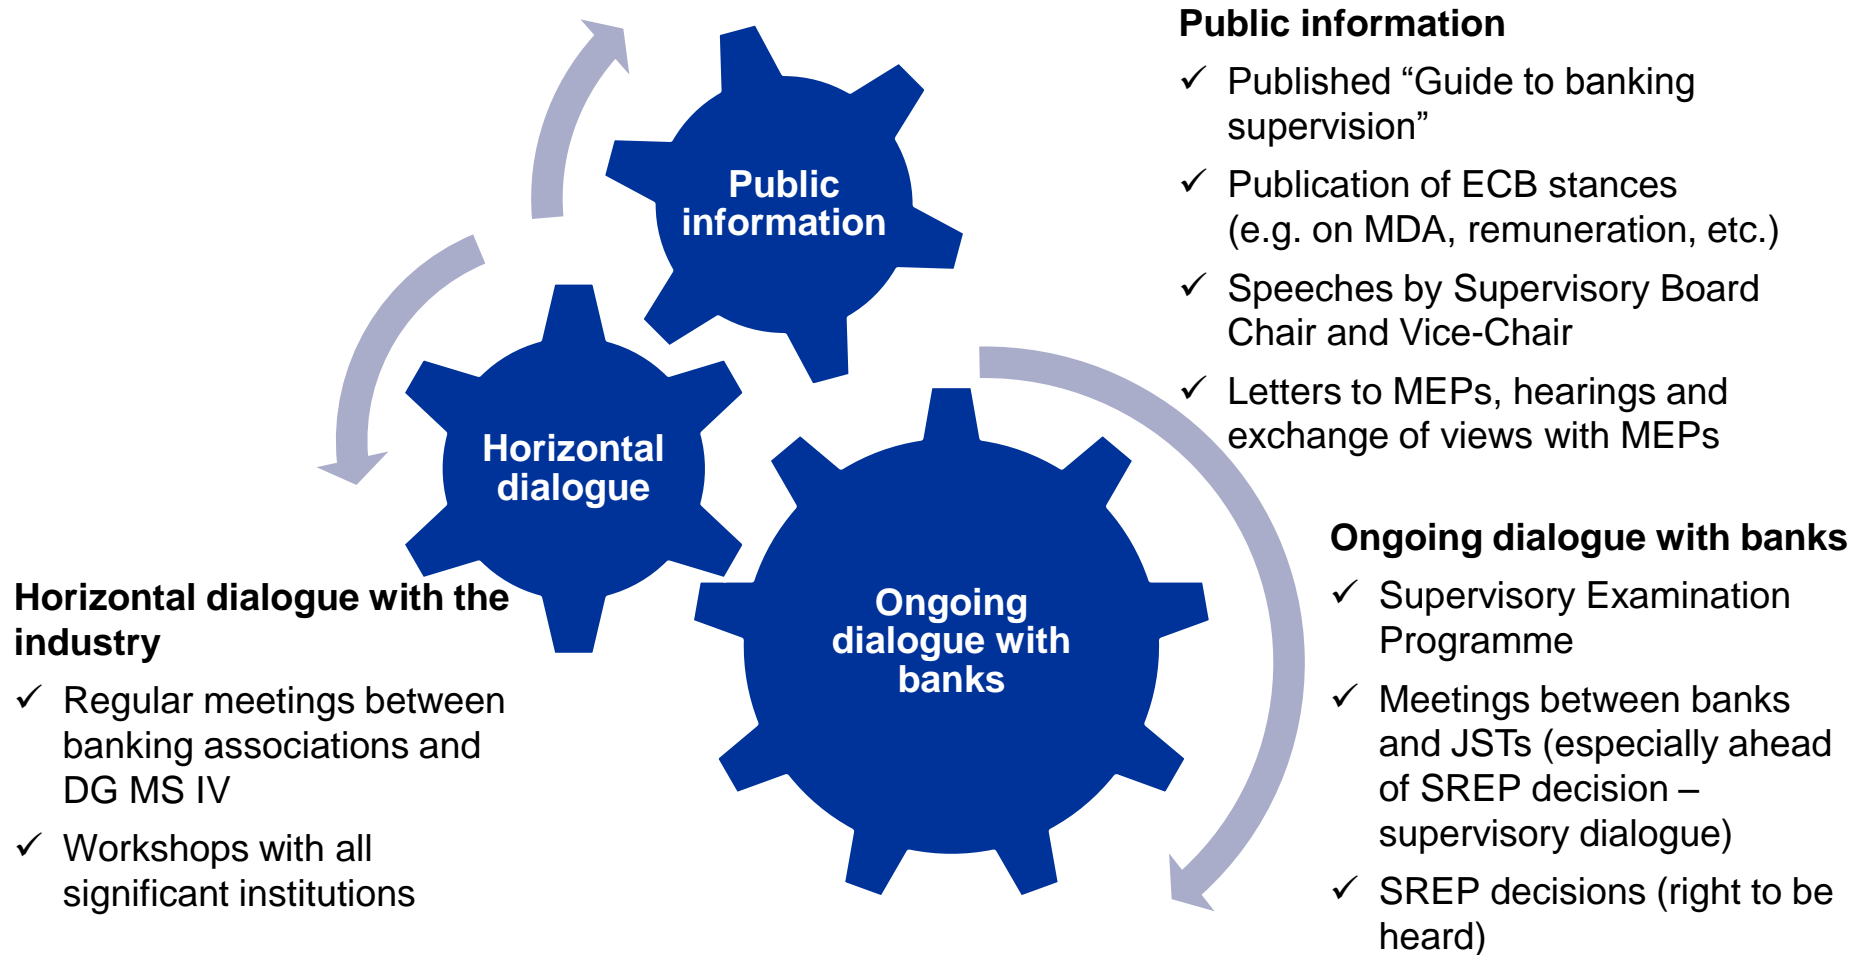 Public
information
Horizontal
dialogue
Ongoing
dialogue with
banks
Public information
✓ Published “Guide to banking
supervision”
✓ Publication of ECB stances
(e.g. on MDA, remuneration, etc.)
✓ Speeches by Supervisory Board
Chair and Vice-Chair
✓ Letters to MEPs, hearings and
exchange of views with MEPs
Horizontal dialogue with the
industry
✓ Regular meetings between
banking associations and
DG MS IV
✓ Workshops with all
significant institutions
Ongoing dialogue with banks
✓ Supervisory Examination
Programme
✓ Meetings between banks
and JSTs (especially ahead
of SREP decision –
supervisory dialogue)
✓ SREP decisions (right to be
heard)